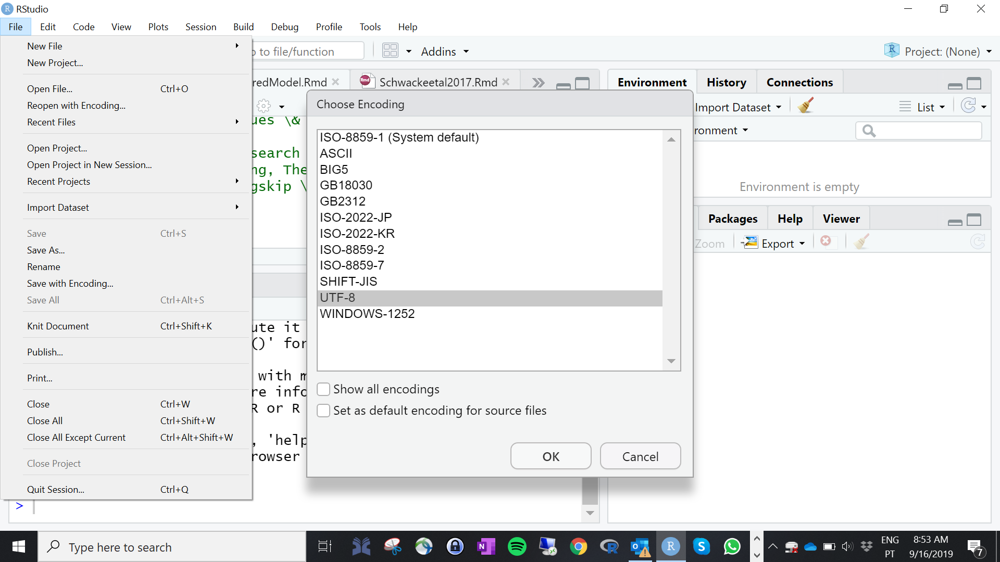 RStudio
File Edit Code View Plots Session Build Debug Profile Tools Help
to file/function Addins Project: (None)
New File
New Project...
Open File... Ctrl+O
Reopen with Encoding...
Recent Files
Open Project...
Open Project in New Session...
Recent Projects
Import Dataset
Save Ctrl+S
Save As...
Rename
Save with Encoding...
Save All Ctrl+Alt+S
Knit Document Ctrl+Shift+K
Publish...
Print...
Close Ctrl+W
Close All Ctrl+Shift+W
Close All Except Current Ctrl+Alt+Shift+W
Close Project
Quit Session... Ctrl+Q
redModel.Rmd Schwackeetal2017.Rmd
ues \&
search
ng, The
gskip \
ute it
()' for
with m
re info
R or R
, 'help
rowser
>
Choose Encoding
ISO-8859-1 (System default)
ASCII
BIG5
GB18030
GB2312
ISO-2022-JP
ISO-2022-KR
ISO-8859-2
ISO-8859-7
SHIFT-JIS
UTF-8
WINDOWS-1252
Show all encodings
Set as default encoding for source files
OK Cancel
Environment History Connections
Import Dataset List
ronment
Environment is empty
Packages Help Viewer
Zoom Export
Type here to search
ENG 8:53 AM
PT 9/16/2019 7